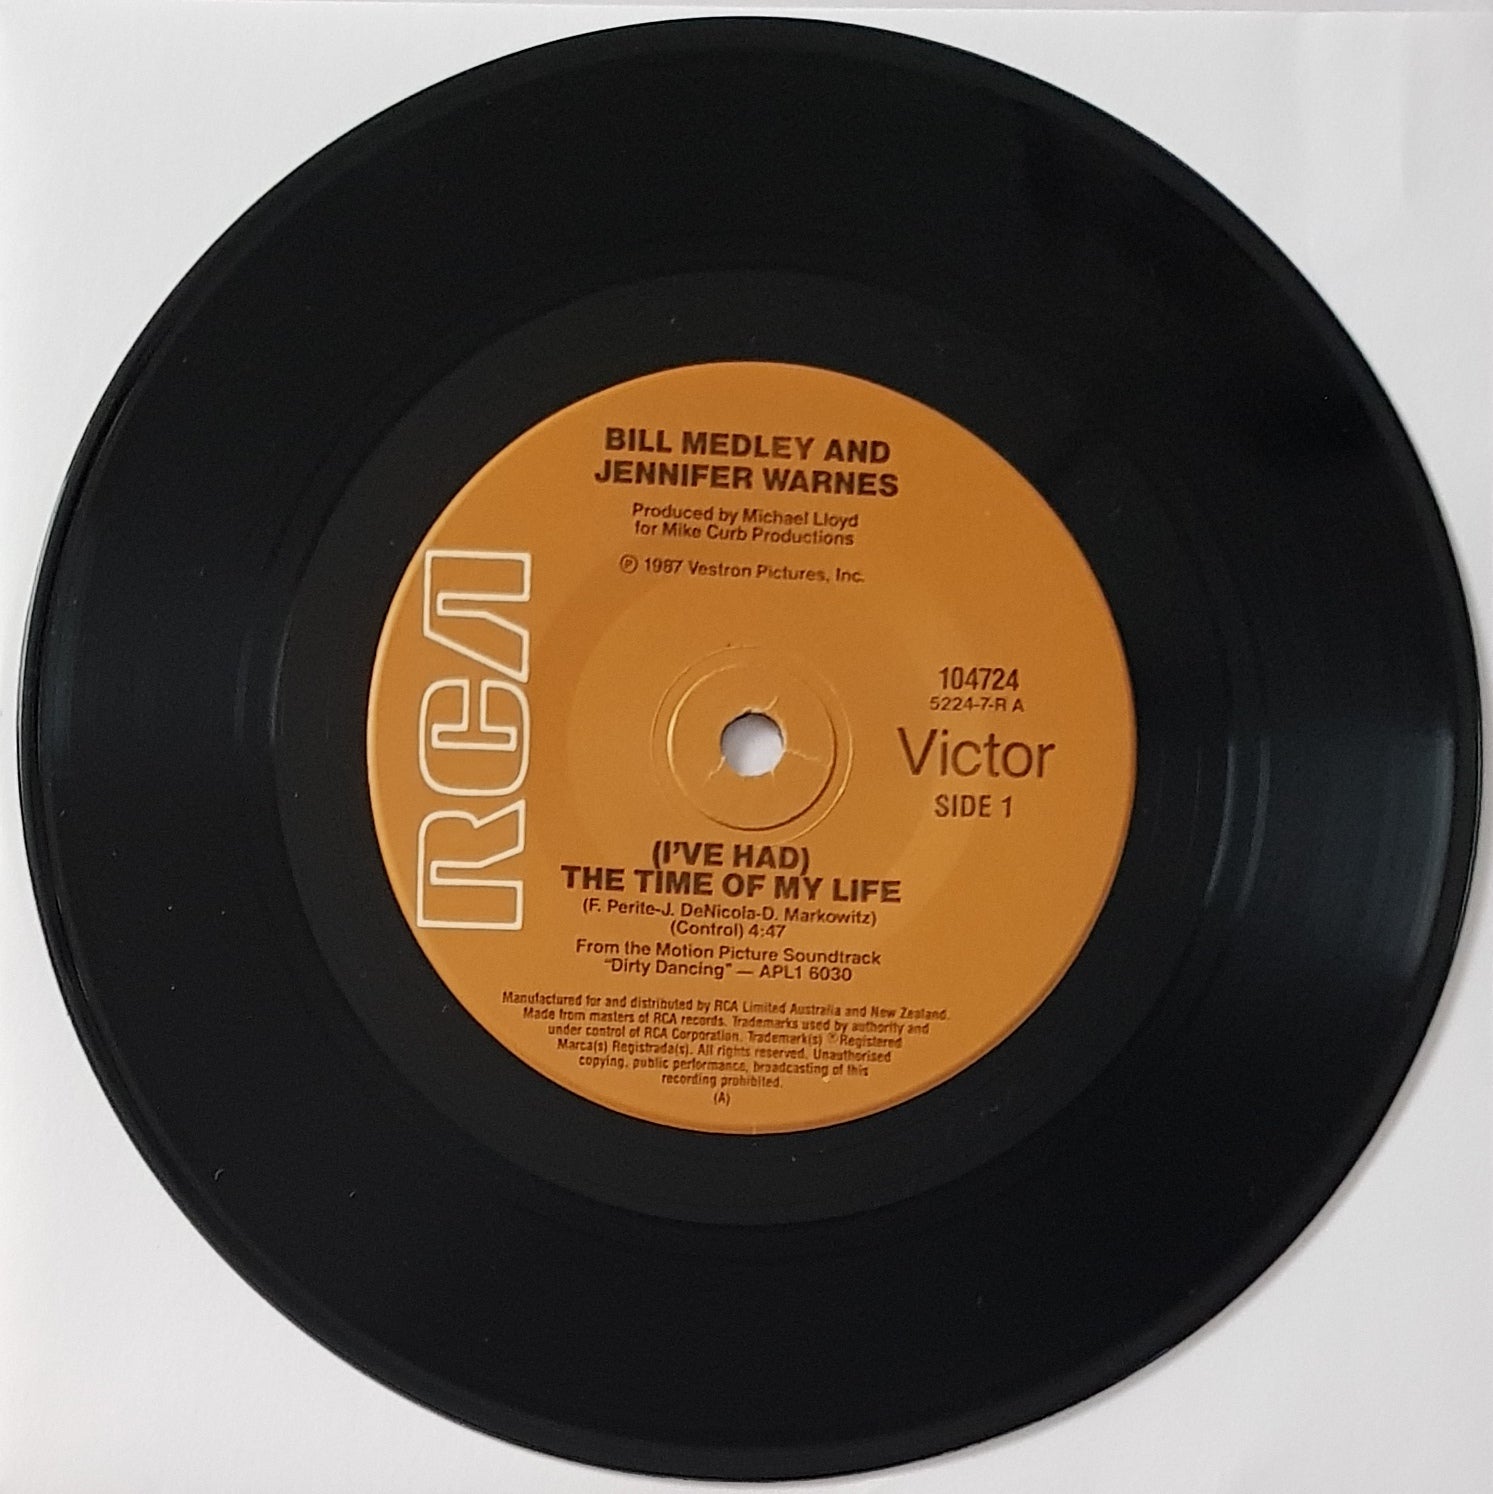 BILL MEDLEY AND
JENNIFER WARNES
Produced by Michael Lloyd
for Mike Curb Productions
℗ 1987 Vestron Pictures, Inc.
RCA
104724
5224-7-R A
Victor
SIDE 1
(I'VE HAD)
THE TIME OF MY LIFE
(F. Perite-J. DeNicola-D. Markowitz)
(Control) 4:47
From the Motion Picture Soundtrack
"Dirty Dancing" — APL1 6030
Manufactured for and distributed by RCA Limited Australia and New Zealand.
Made from masters of RCA records. Trademarks used by authority and
under control of RCA Corporation. Trademark(s) ® Registered
Marca(s) Registrada(s). All rights reserved. Unauthorised
copying, public performance, broadcasting of this
recording prohibited.
(A)